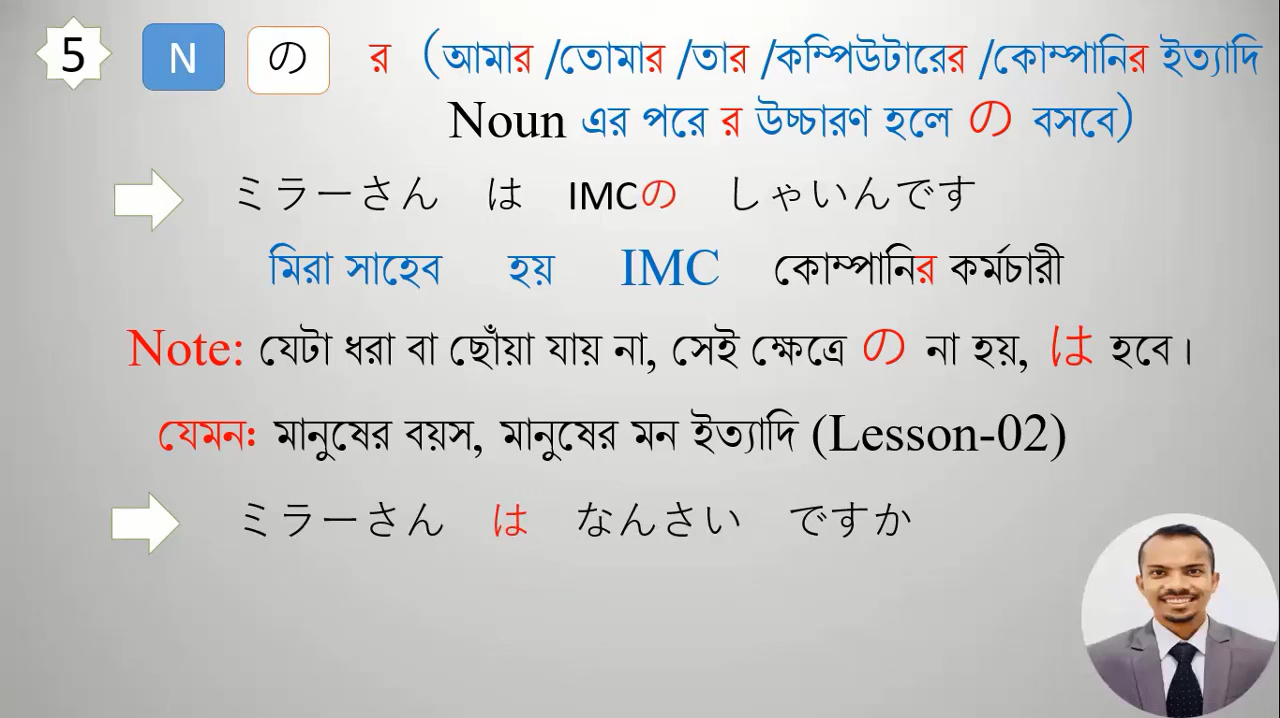 5 N の র (আমার /তোমার /তার /কম্পিউটারের /কোম্পানির ইত্যাদি
Noun এর পরে র উচ্চারণ হলে の বসবে)
ミラーさん は IMCの しゃいんです
মিরা সাহেব হয় IMC কোম্পানির কর্মচারী
Note: যেটা ধরা বা ছোঁয়া যায় না, সেই ক্ষেত্রে の না হয়, は হবে।
যেমনঃ মানুষের বয়স, মানুষের মন ইত্যাদি (Lesson-02)
ミラーさん は なんさい ですか